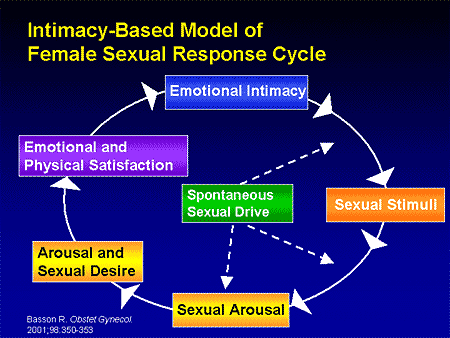 Intimacy-Based Model of
Female Sexual Response Cycle
Emotional Intimacy
Emotional and
Physical Satisfaction
Spontaneous
Sexual Drive
Sexual Stimuli
Arousal and
Sexual Desire
Sexual Arousal
Basson R. Obstet Gynecol.
2001;98:350-353